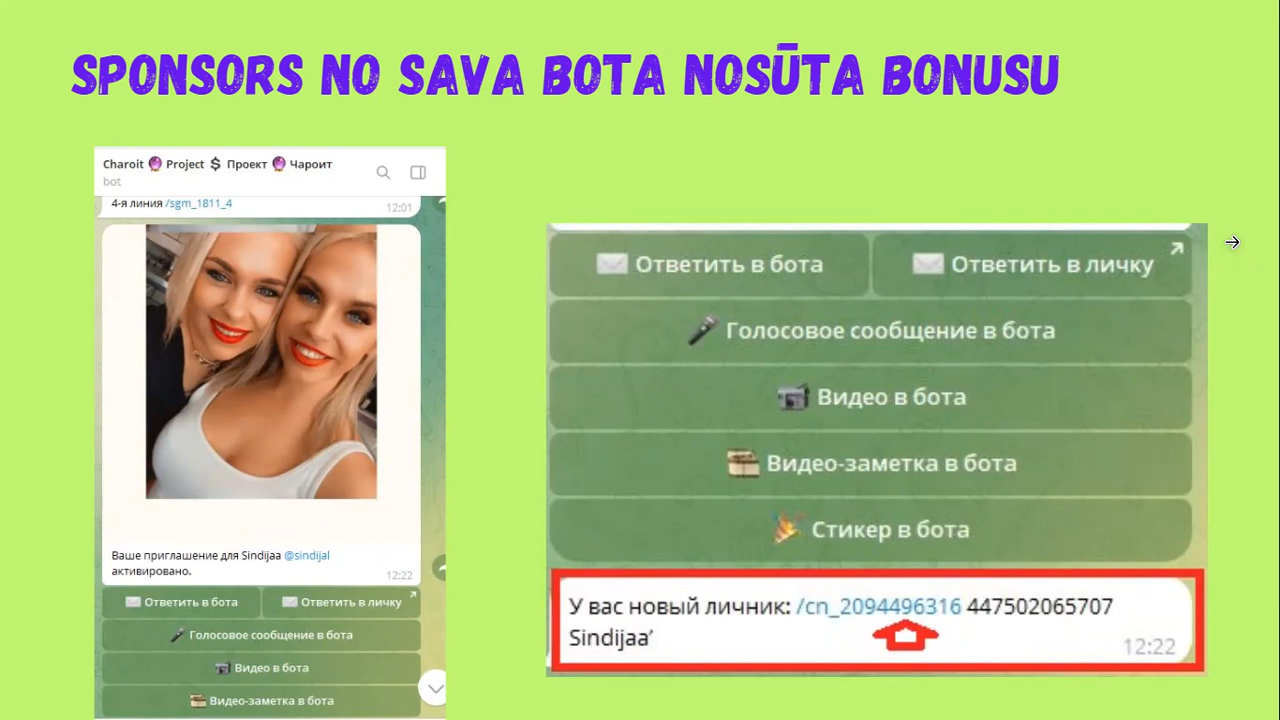 SPONSORS NO SAVA BOTA NOSŪTA BONUSU
Charoit 🔮 Project $ Проект 🔮 Чароит
bot
4-я линия /sgm_1811_4
12:01
Ваше приглашение для Sindijaa @sindijal
активировано.
12:22
Ответить в бота
Ответить в личку
Голосовое сообщение в бота
Видео в бота
Видео-заметка в бота
Ответить в бота
Ответить в личку
Голосовое сообщение в бота
Видео в бота
Видео-заметка в бота
Стикер в бота
У вас новый личник: /cn_2094496316 447502065707
Sindijaa’
12:22